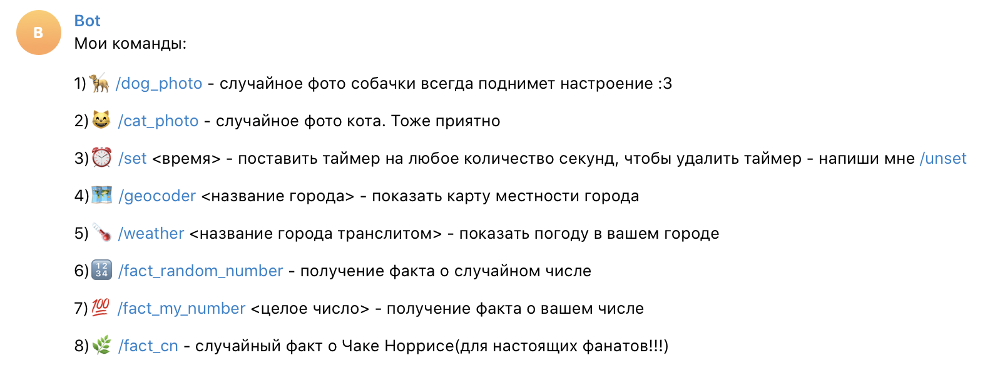 B
Bot
Мои команды:
1)🦮 /dog_photo - случайное фото собачки всегда поднимет настроение :3
2)😸 /cat_photo - случайное фото кота. Тоже приятно
3)⏰ /set <время> - поставить таймер на любое количество секунд, чтобы удалить таймер - напиши мне /unset
4)🗺 /geocoder <название города> - показать карту местности города
5)🌡 /weather <название города транслитом> - показать погоду в вашем городе
6)🔢 /fact_random_number - получение факта о случайном числе
7)💯 /fact_my_number <целое число> - получение факта о вашем числе
8)🌿 /fact_cn - случайный факт о Чаке Норрисе(для настоящих фанатов!!!)